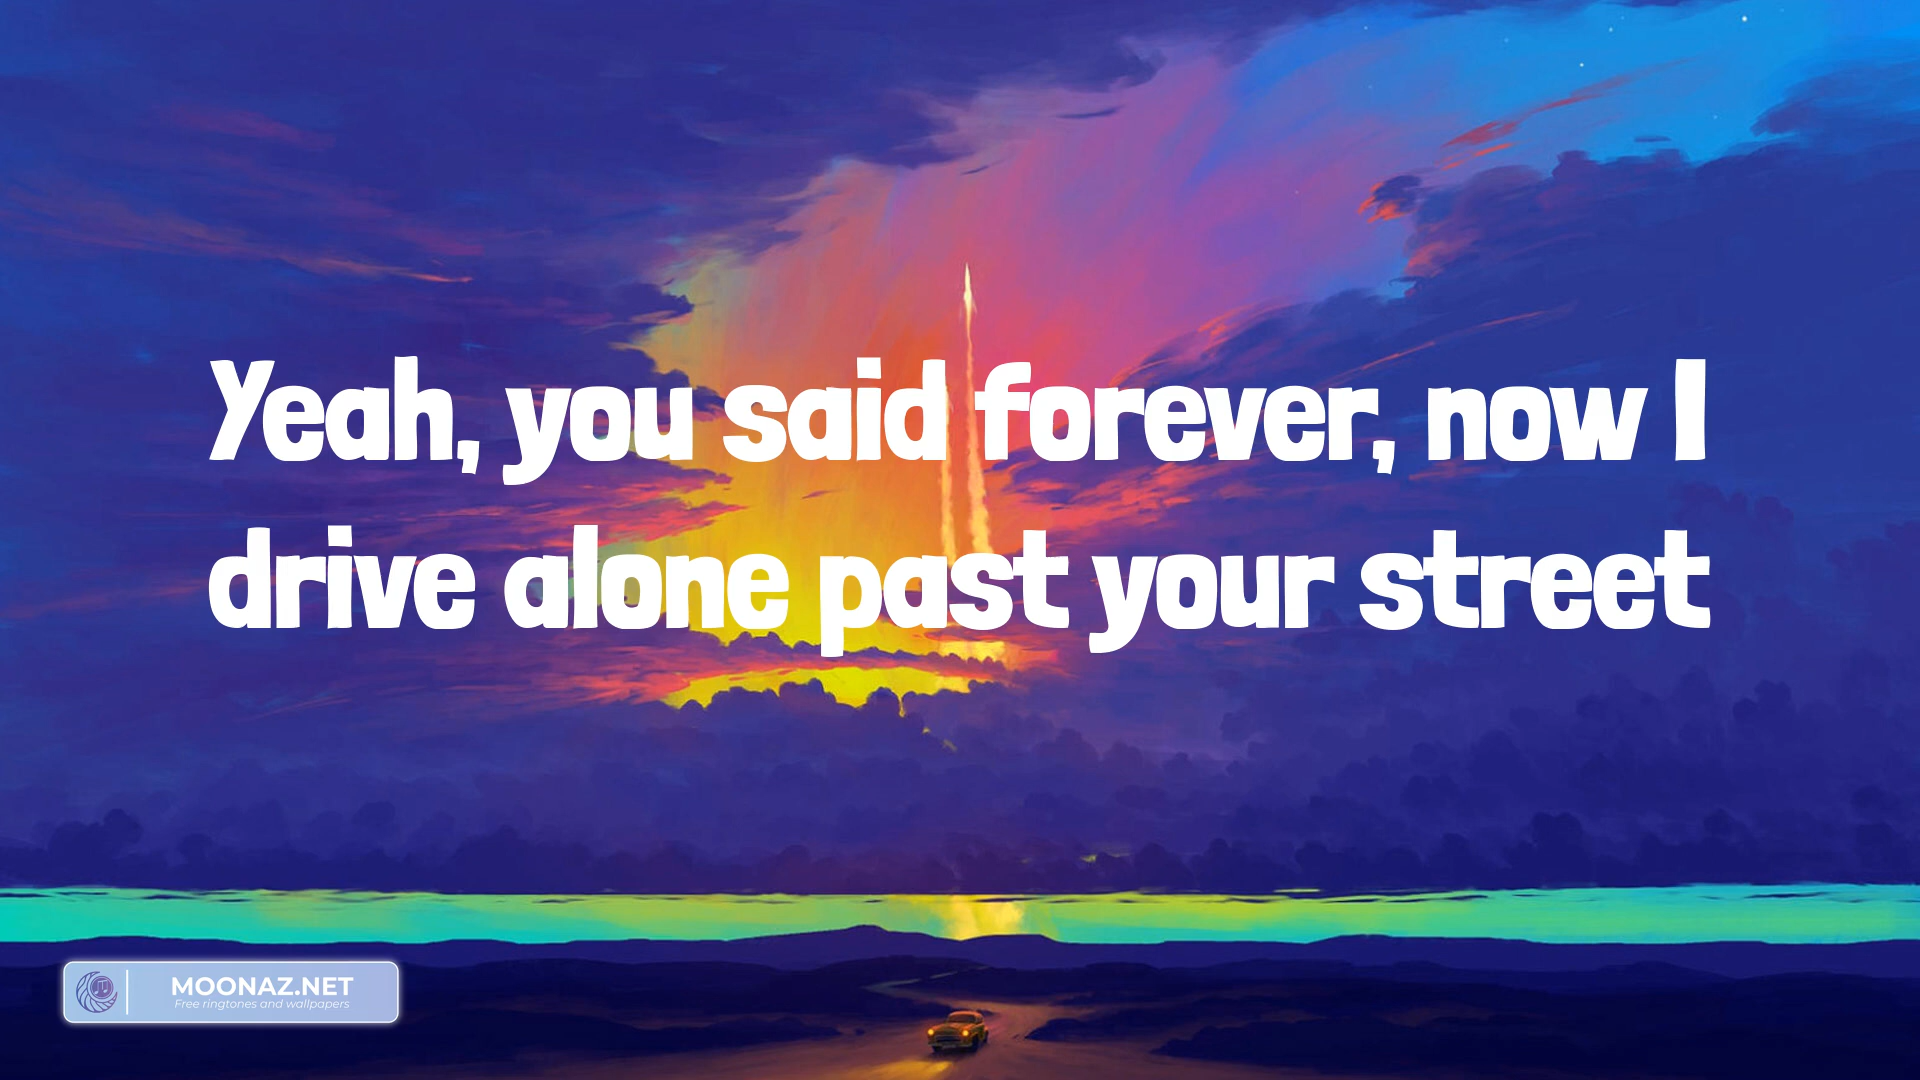 Yeah, you said forever, now I
drive alone past your street
MOONAZ.NET
Free ringtones and wallpapers